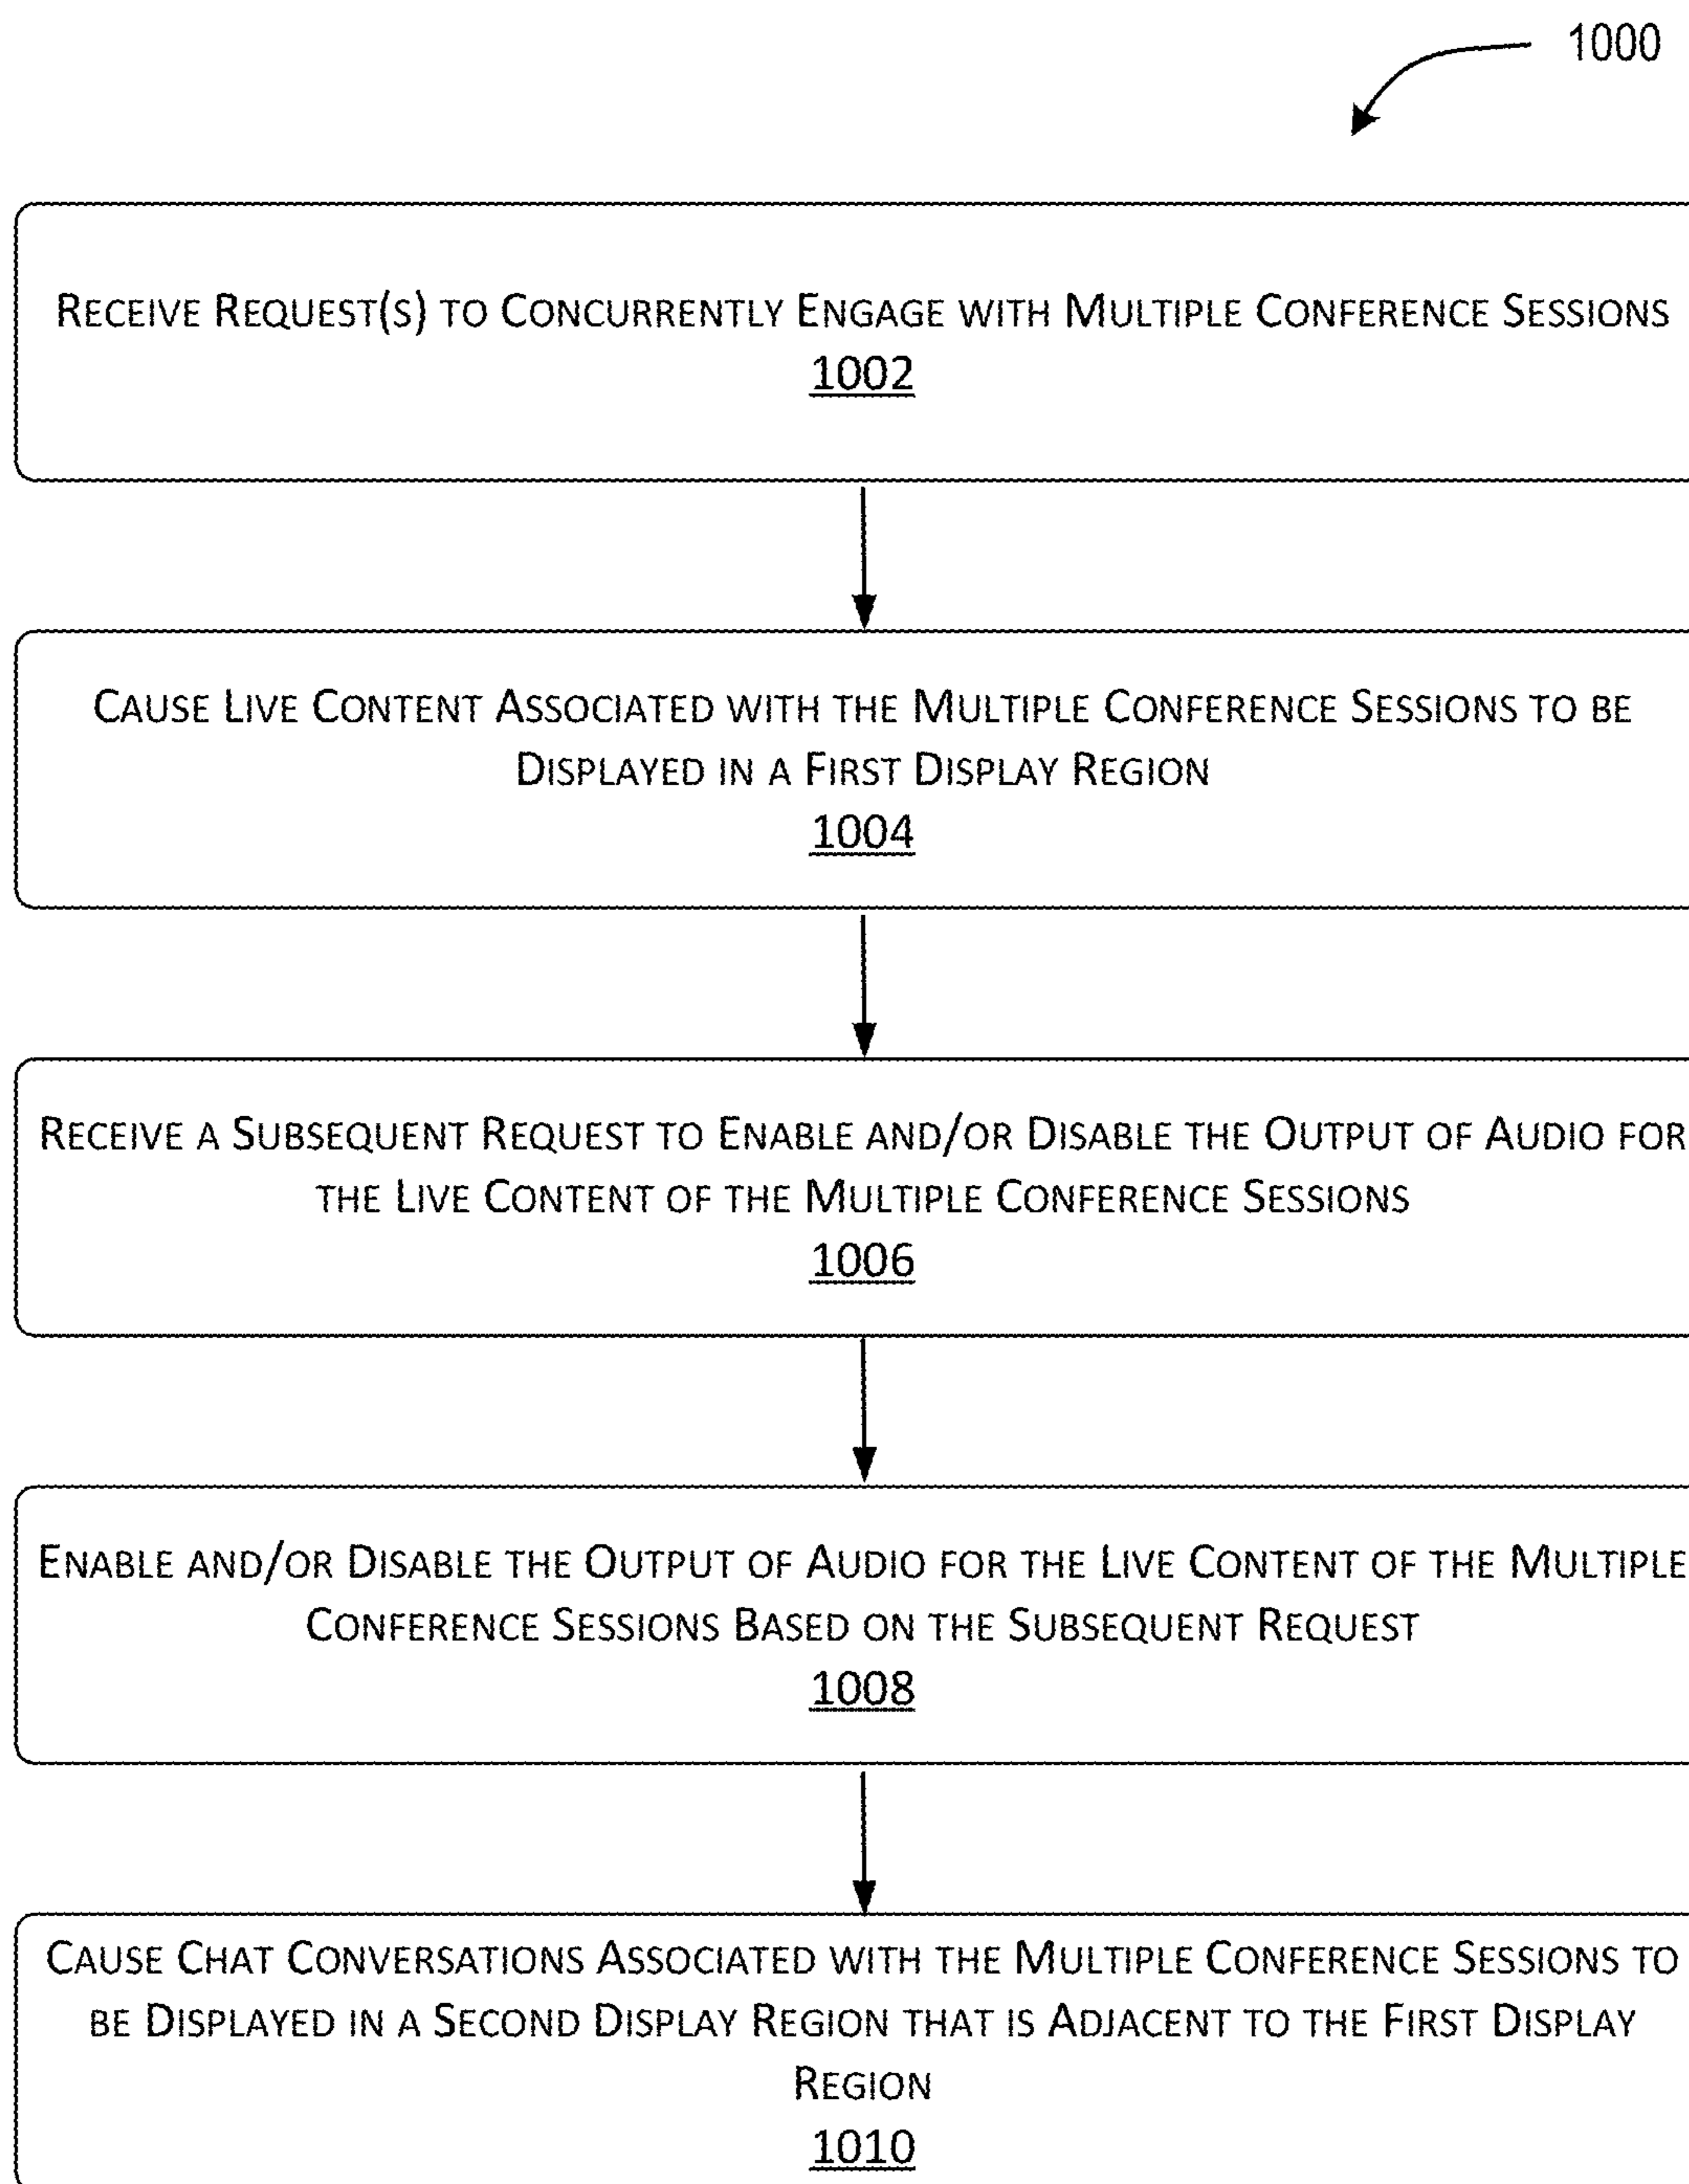 1000
RECEIVE REQUEST(S) TO CONCURRENTLY ENGAGE WITH MULTIPLE CONFERENCE SESSIONS
1002
CAUSE LIVE CONTENT ASSOCIATED WITH THE MULTIPLE CONFERENCE SESSIONS TO BE
DISPLAYED IN A FIRST DISPLAY REGION
1004
RECEIVE A SUBSEQUENT REQUEST TO ENABLE AND/OR DISABLE THE OUTPUT OF AUDIO FOR
THE LIVE CONTENT OF THE MULTIPLE CONFERENCE SESSIONS
1006
ENABLE AND/OR DISABLE THE OUTPUT OF AUDIO FOR THE LIVE CONTENT OF THE MULTIPLE
CONFERENCE SESSIONS BASED ON THE SUBSEQUENT REQUEST
1008
CAUSE CHAT CONVERSATIONS ASSOCIATED WITH THE MULTIPLE CONFERENCE SESSIONS TO
BE DISPLAYED IN A SECOND DISPLAY REGION THAT IS ADJACENT TO THE FIRST DISPLAY
REGION
1010